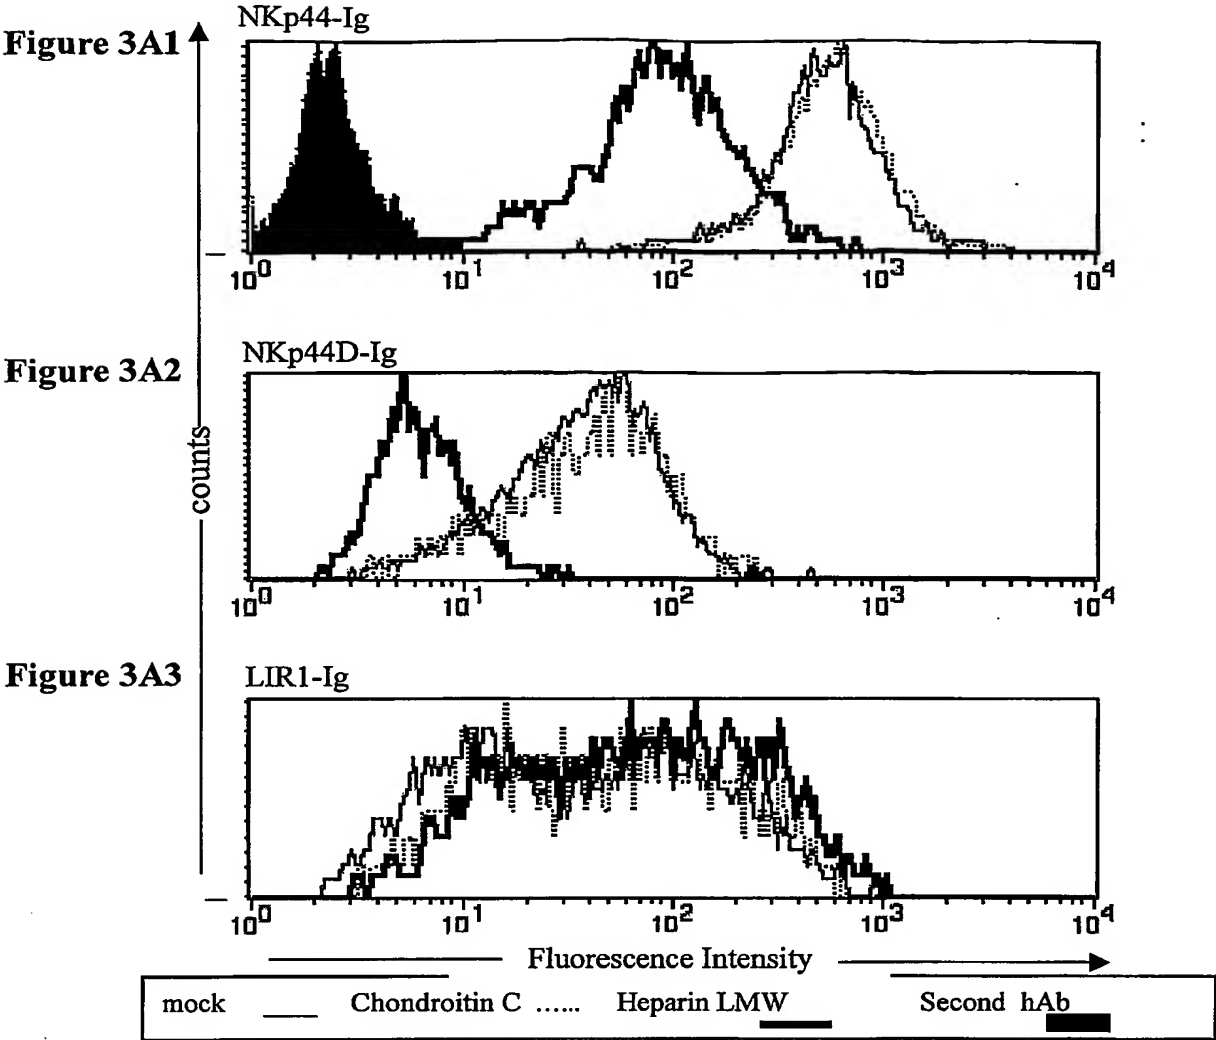 NKp44-Ig
Figure 3A1
10^0 10^1 10^2 10^3 10^4
NKp44D-Ig
Figure 3A2
counts
10^0 10^1 10^2 10^3 10^4
Figure 3A3 LIR1-Ig
10^0 10^1 10^2 10^3 10^4
Fluorescence Intensity
mock Chondroitin C ...... Heparin LMW Second hAb